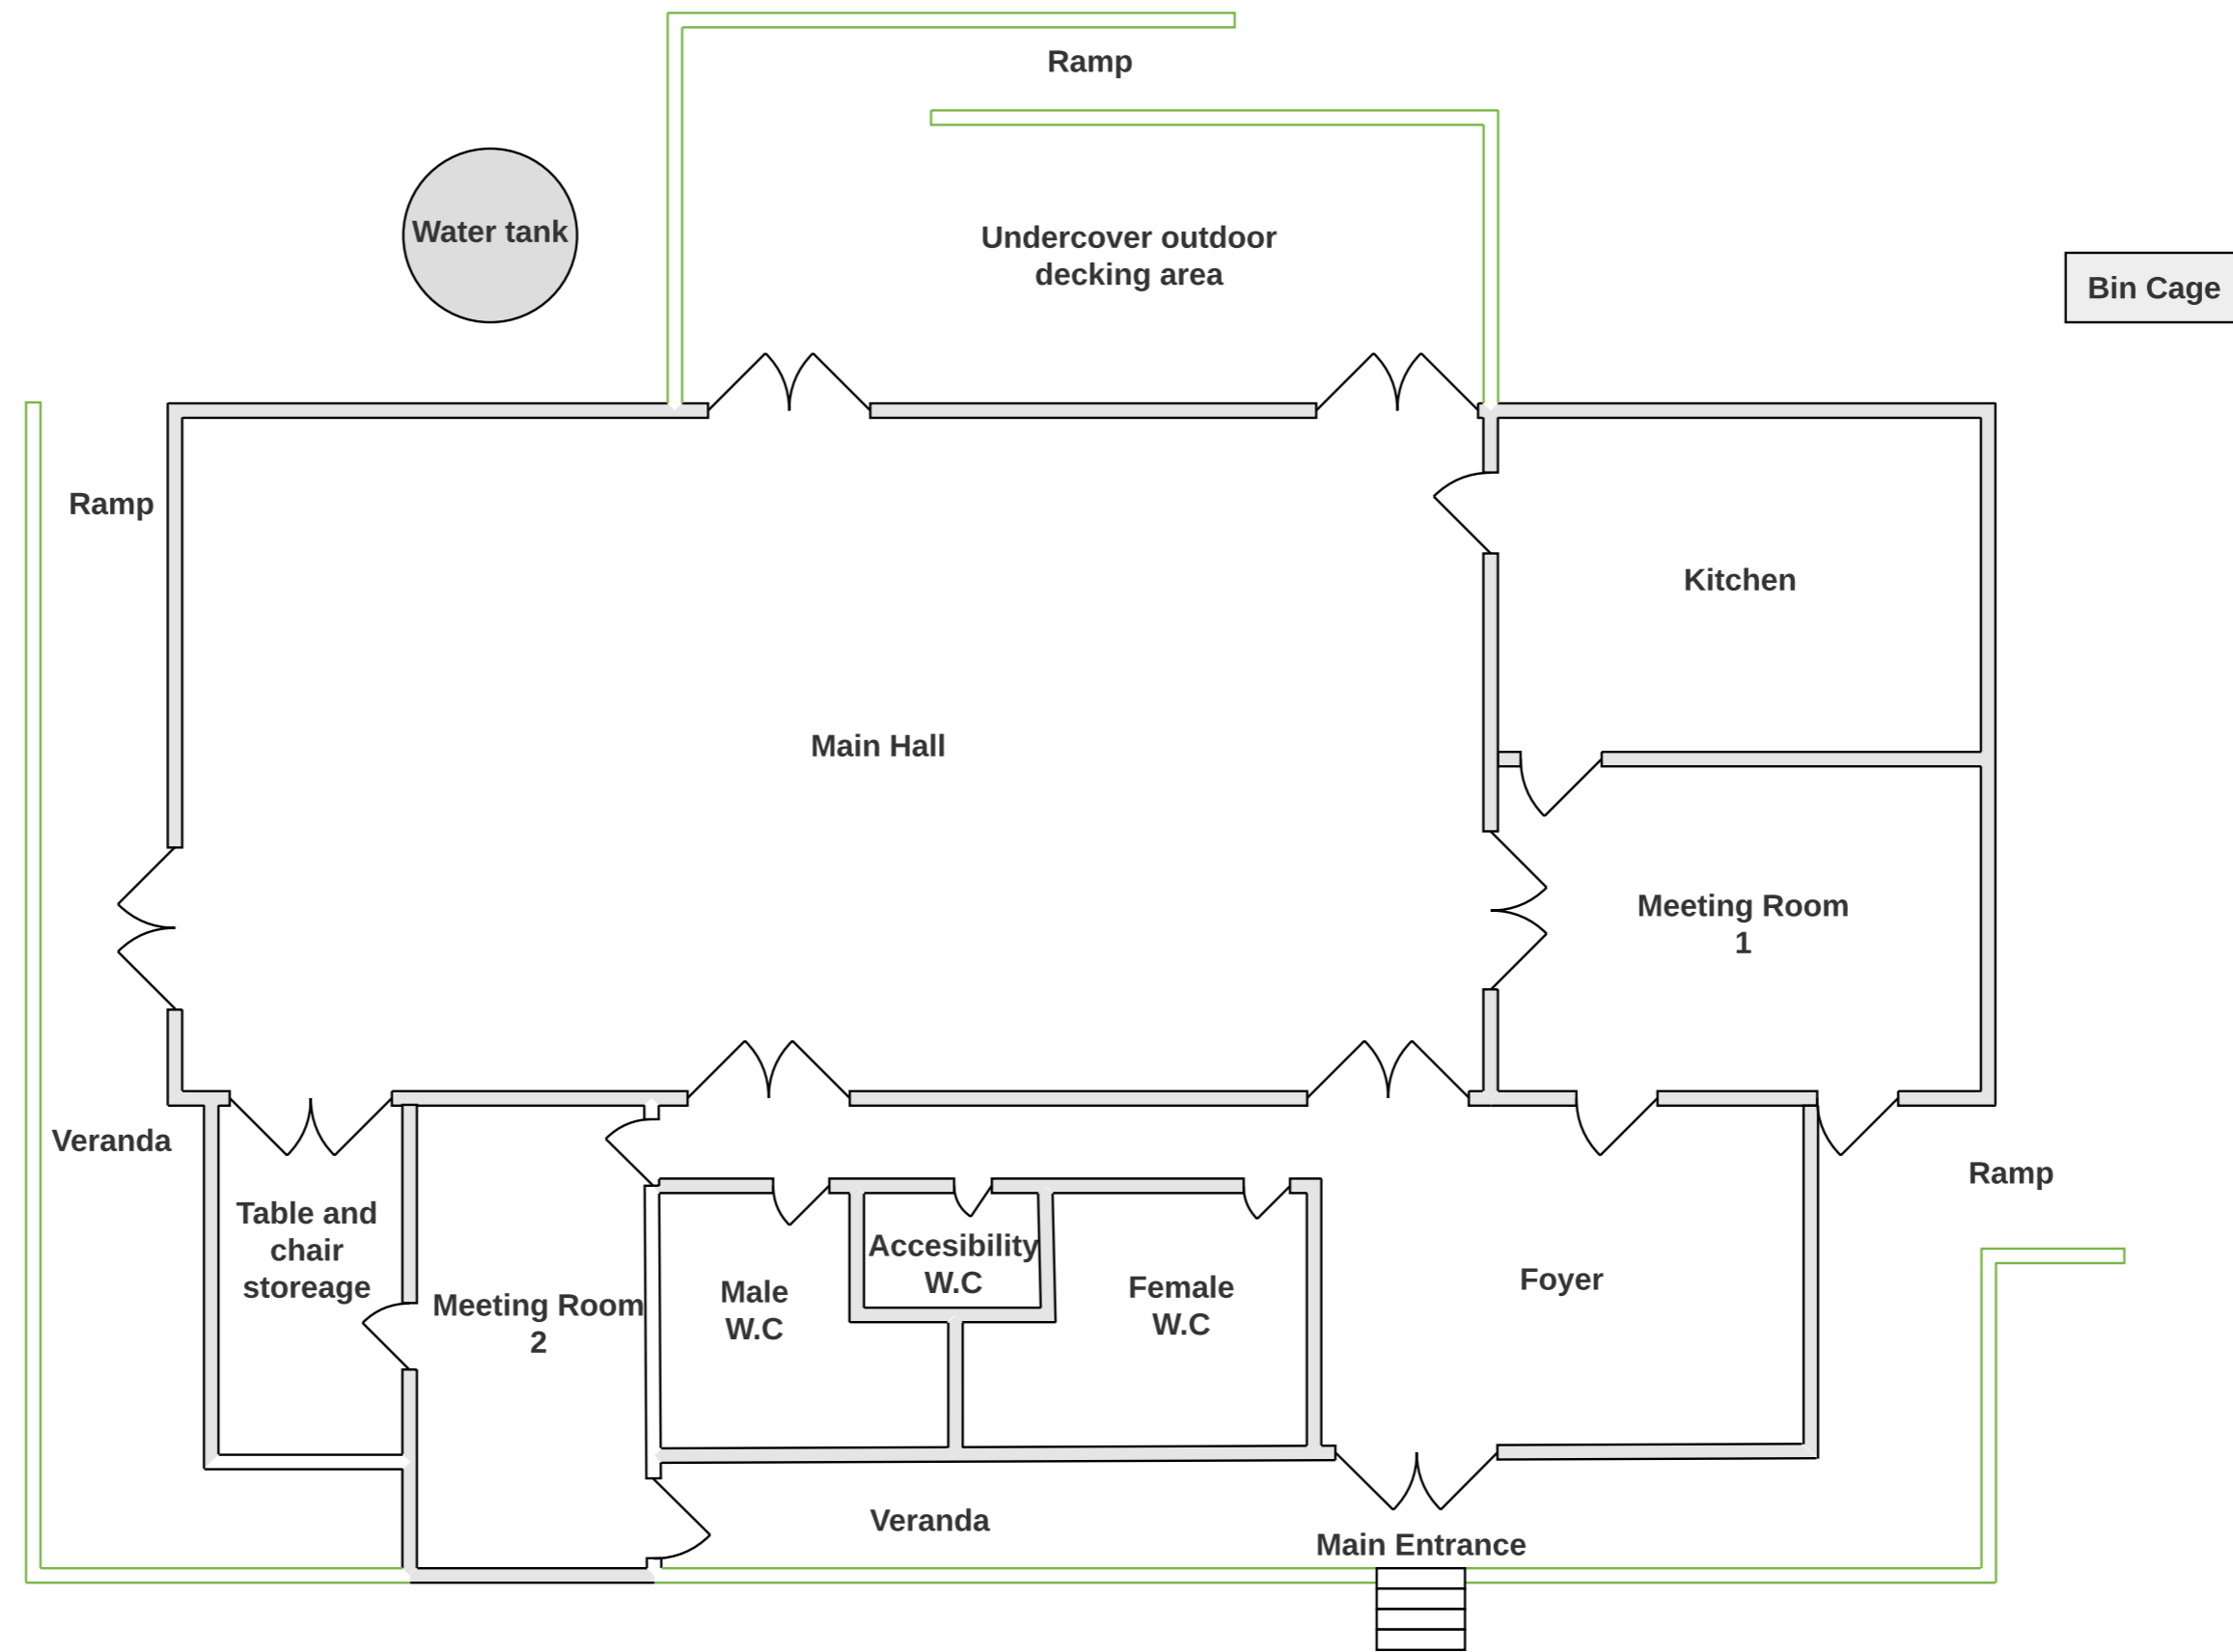 Ramp
Water tank
Undercover outdoor
decking area
Bin Cage
Ramp
Kitchen
Main Hall
Meeting Room
1
Veranda
Ramp
Table and
chair
storeage
Accesibility
W.C
Meeting Room
2
Male
W.C
Female
W.C
Foyer
Veranda
Main Entrance